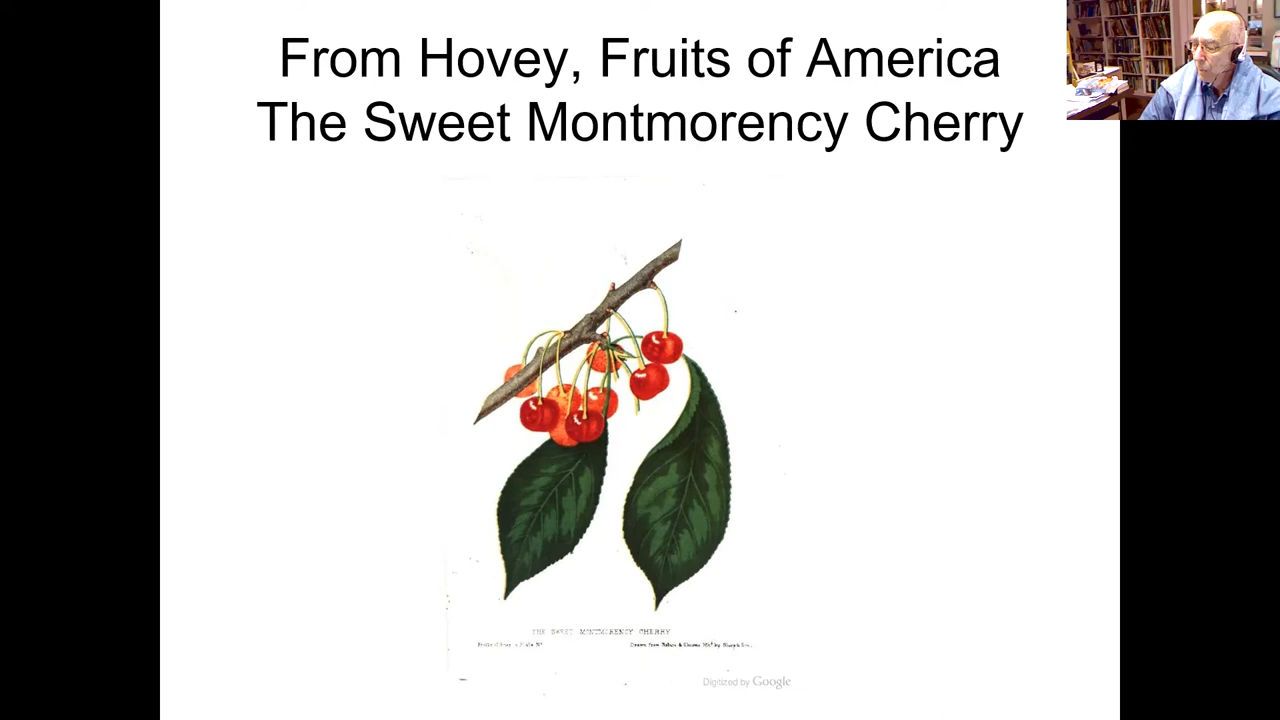 From Hovey, Fruits of America
The Sweet Montmorency Cherry
THE SWEET MONTMORENCY CHERRY
Digitized by Google